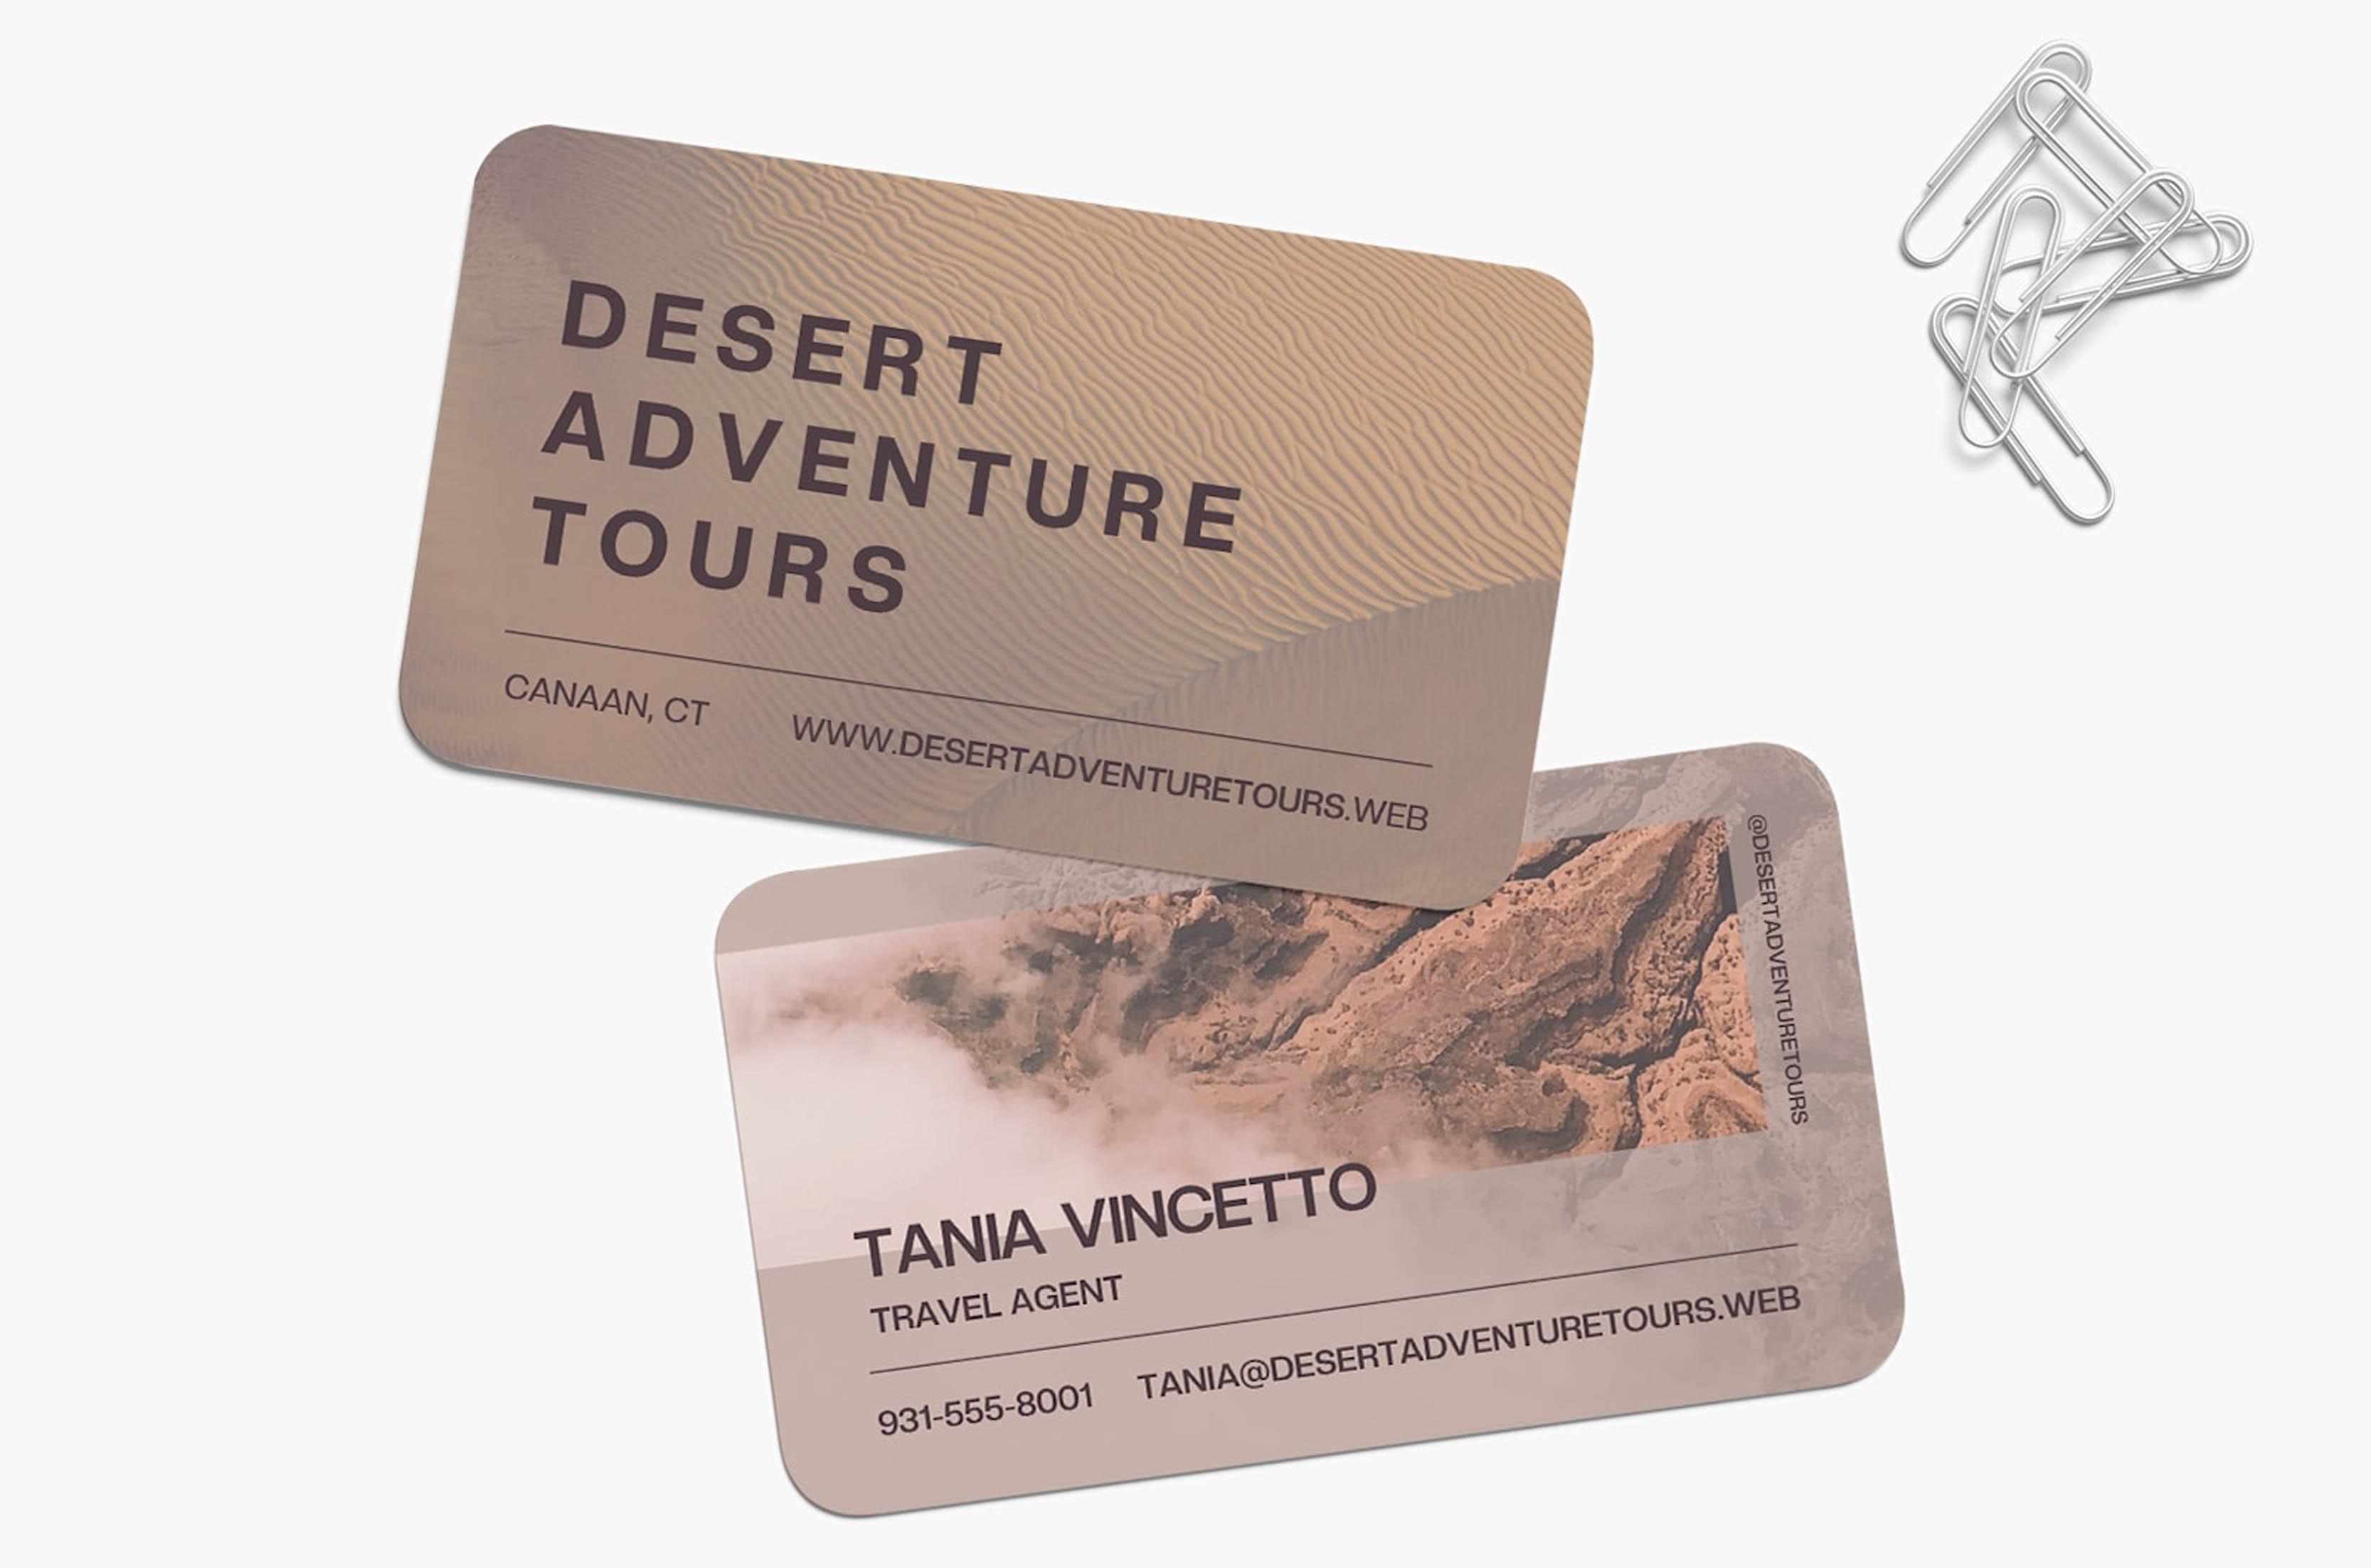 DESERT
ADVENTURE
TOURS
CANAAN, CT
WWW.DESERTADVENTURETOURS.WEB
@DESERTADVENTURETOURS
TANIA VINCETTO
TRAVEL AGENT
931-555-8001
TANIA@DESERTADVENTURETOURS.WEB